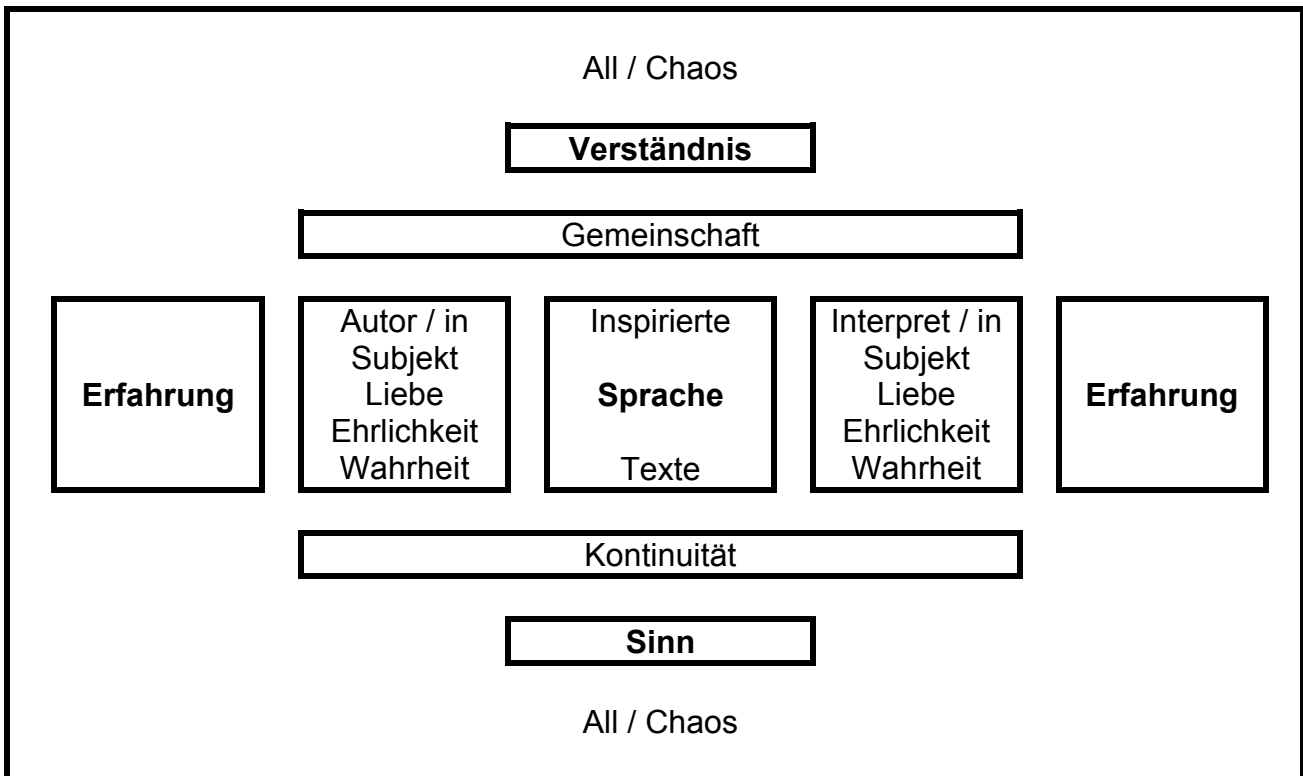 All / Chaos
Verständnis
Gemeinschaft
Erfahrung
Autor / in
Subjekt
Liebe
Ehrlichkeit
Wahrheit
Inspirierte
Sprache
Texte
Interpret / in
Subjekt
Liebe
Ehrlichkeit
Wahrheit
Erfahrung
Kontinuität
Sinn
All / Chaos